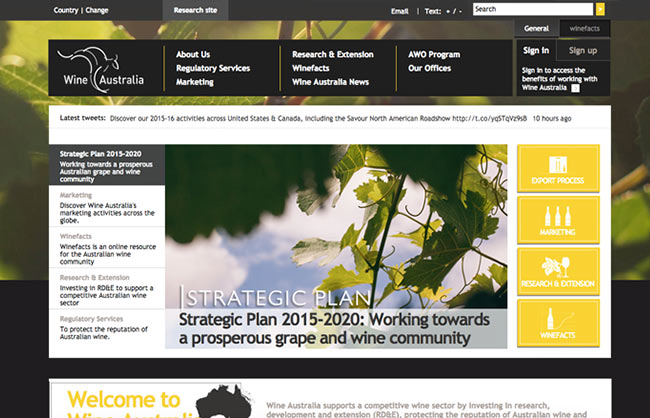 Country | Change
Research site
Email | Text: + / -
Search
General
winefacts
Wine Australia
About Us
Regulatory Services
Marketing
Research & Extension
Winefacts
Wine Australia News
AWO Program
Our Offices
Sign in
Sign up
Sign in to access the
benefits of working with
Wine Australia
Latest tweets: Discover our 2015-16 activities across United States & Canada, including the Savour North American Roadshow http://t.co/yqSTqVz9sB 10 hours ago
Strategic Plan 2015-2020
Working towards a prosperous
Australian grape and wine
community
Marketing
Discover Wine Australia's
marketing activities across the
globe.
Winefacts
Winefacts is an online resource
for the Australian wine
community
Research & Extension
Investing in RD&E to support a
competitive Australian wine
sector
Regulatory Services
To protect the reputation of
Australian wine.
STRATEGIC PLAN
Strategic Plan 2015-2020: Working towards
a prosperous grape and wine community
EXPORT PROCESS
MARKETING
RESEARCH & EXTENSION
WINEFACTS
Welcome to
Wine Australia
Wine Australia supports a competitive wine sector by investing in research,
development and extension (RD&E), protecting the reputation of Australian wine and